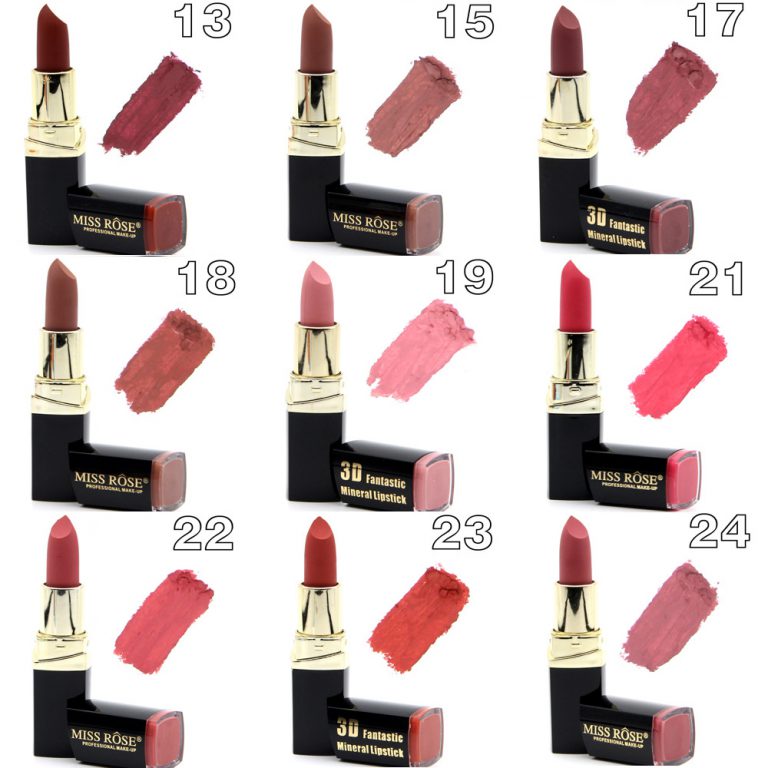 13
15
17
MISS RÔSE®
PROFESSIONAL MAKE-UP
MISS RÔSE®
PROFESSIONAL MAKE-UP
3D Fantastic
Mineral Lipstick
18
19
21
MISS RÔSE®
PROFESSIONAL MAKE-UP
3D Fantastic
Mineral Lipstick
MISS RÔSE®
PROFESSIONAL MAKE-UP
22
23
24
MISS RÔSE®
PROFESSIONAL MAKE-UP
3D Fantastic
Mineral Lipstick
MISS RÔSE®
PROFESSIONAL MAKE-UP